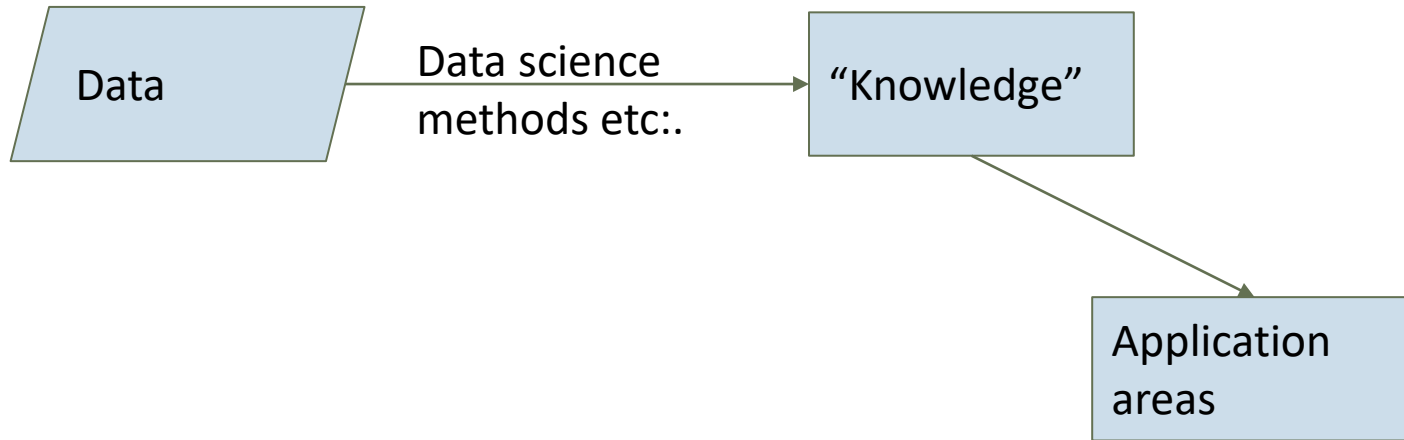 Data
Data science
methods etc:.
“Knowledge”
Application
areas